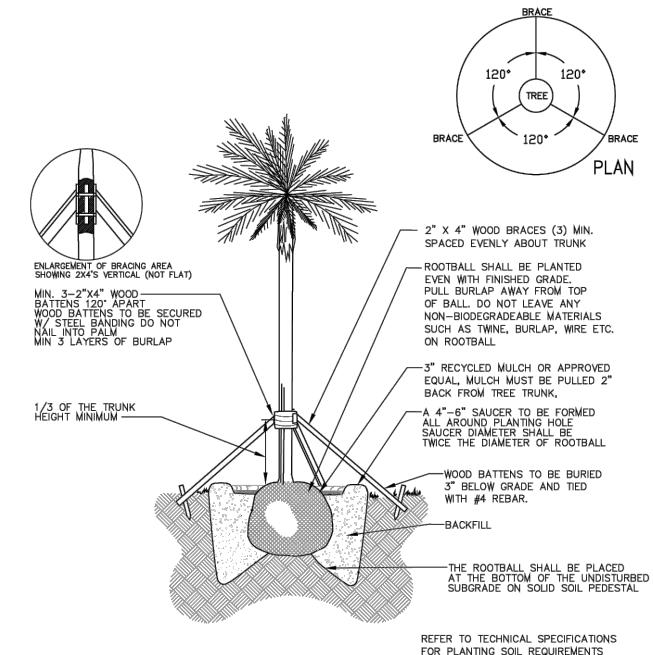 BRACE
120°
120°
TREE
120°
BRACE
BRACE
PLAN
ENLARGEMENT OF BRACING AREA
SHOWING 2X4'S VERTICAL (NOT FLAT)
MIN. 3-2"X4" WOOD
BATTENS 120° APART
WOOD BATTENS TO BE SECURED
W/ STEEL BANDING DO NOT
NAIL INTO PALM
MIN 3 LAYERS OF BURLAP
1/3 OF THE TRUNK
HEIGHT MINIMUM
2" X 4" WOOD BRACES (3) MIN.
SPACED EVENLY ABOUT TRUNK
ROOTBALL SHALL BE PLANTED
EVEN WITH FINISHED GRADE.
PULL BURLAP AWAY FROM TOP
OF BALL. DO NOT LEAVE ANY
NON-BIODEGRADEABLE MATERIALS
SUCH AS TWINE, BURLAP, WIRE ETC.
ON ROOTBALL
3" RECYCLED MULCH OR APPROVED
EQUAL, MULCH MUST BE PULLED 2"
BACK FROM TREE TRUNK,
A 4"-6" SAUCER TO BE FORMED
ALL AROUND PLANTING HOLE
SAUCER DIAMETER SHALL BE
TWICE THE DIAMETER OF ROOTBALL
WOOD BATTENS TO BE BURIED
3" BELOW GRADE AND TIED
WITH #4 REBAR.
BACKFILL
THE ROOTBALL SHALL BE PLACED
AT THE BOTTOM OF THE UNDISTURBED
SUBGRADE ON SOLID SOIL PEDESTAL
REFER TO TECHNICAL SPECIFICATIONS
FOR PLANTING SOIL REQUIREMENTS